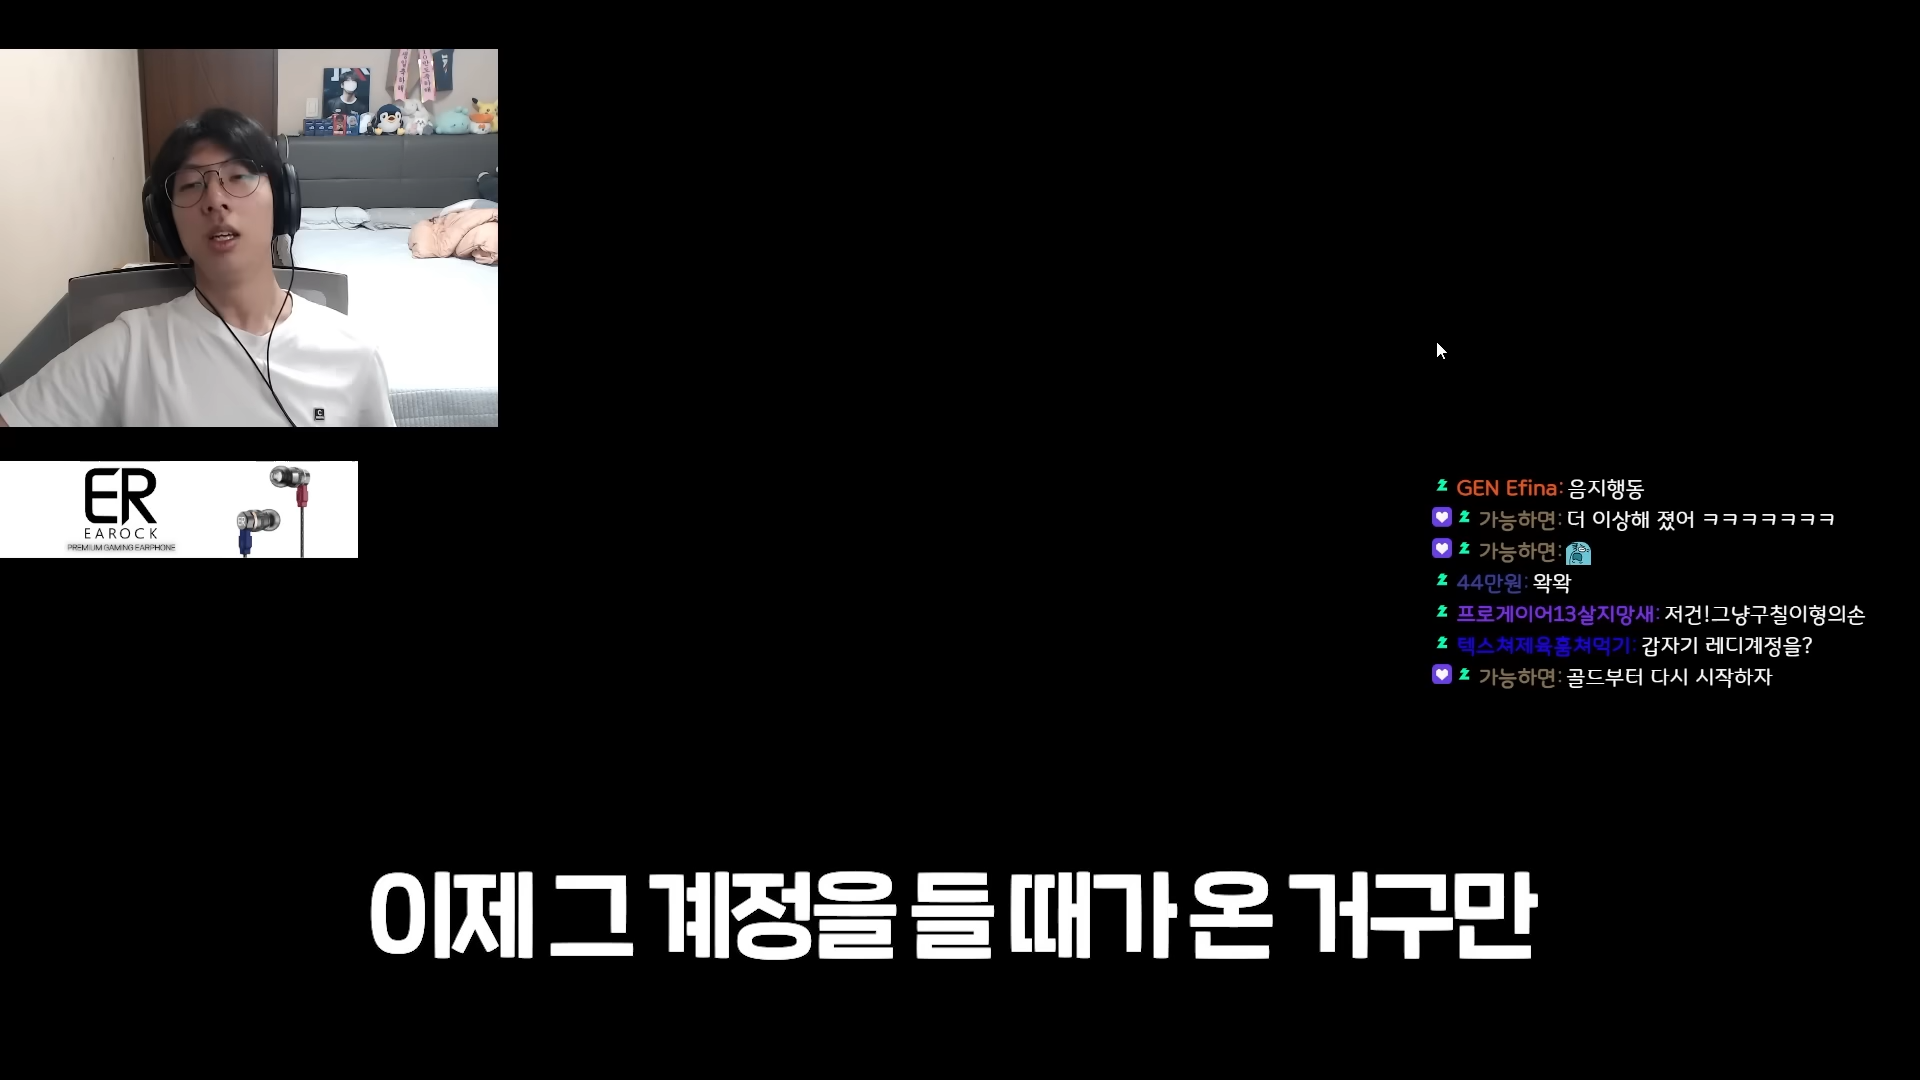 ER
EAROCK
PREMIUM GAMING EARPHONE
GEN Efina: 음지행동
가능하면: 더 이상해 졌어 ㅋㅋㅋㅋㅋㅋㅋ
가능하면:
44만원: 왁왁
프로게이어13살지망새: 저건!그냥구칠이형의손
텍스쳐제육훔쳐먹기: 갑자기 레디계정을?
가능하면: 골드부터 다시 시작하자
이제 그 계정을 들 때가 온 거구만